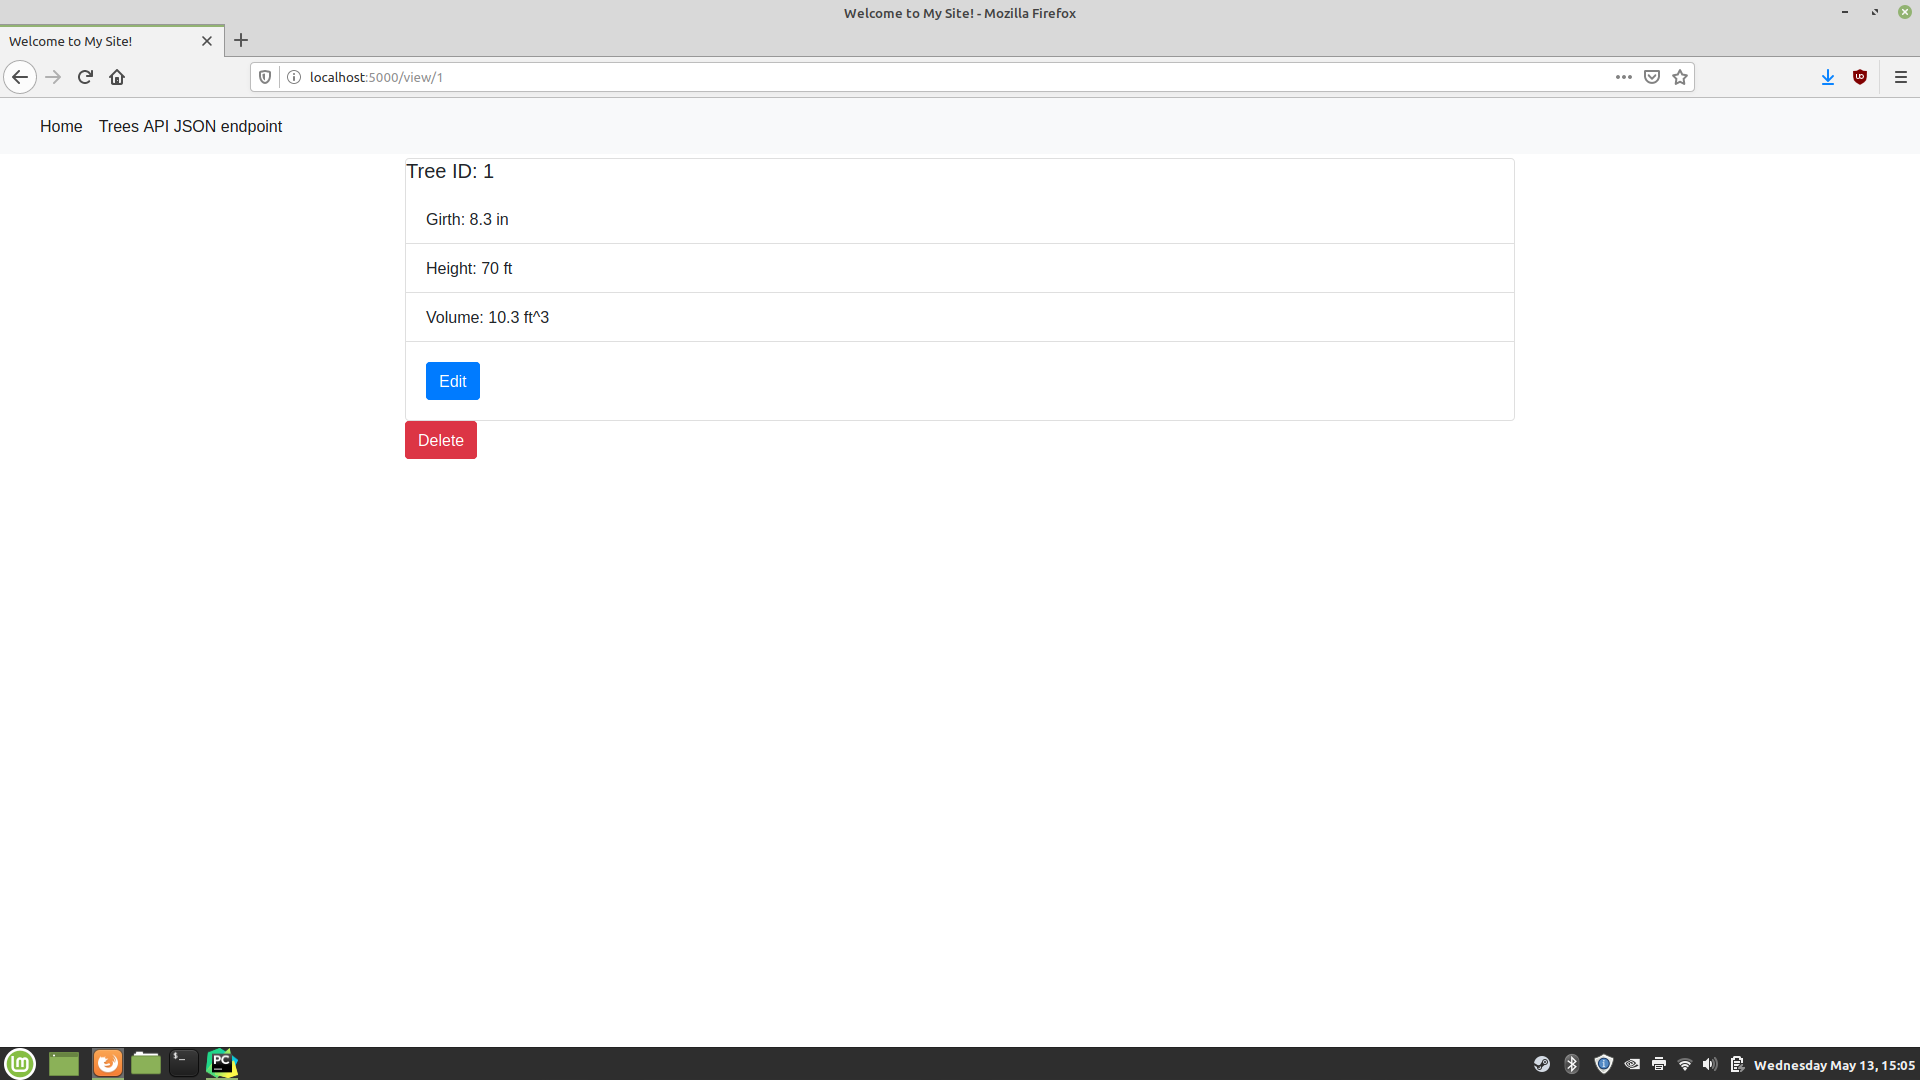 Welcome to My Site! - Mozilla Firefox
Welcome to My Site!
localhost:5000/view/1
Home Trees API JSON endpoint
Tree ID: 1
Girth: 8.3 in
Height: 70 ft
Volume: 10.3 ft^3
Edit
Delete
$_
PC
Wednesday May 13, 15:05